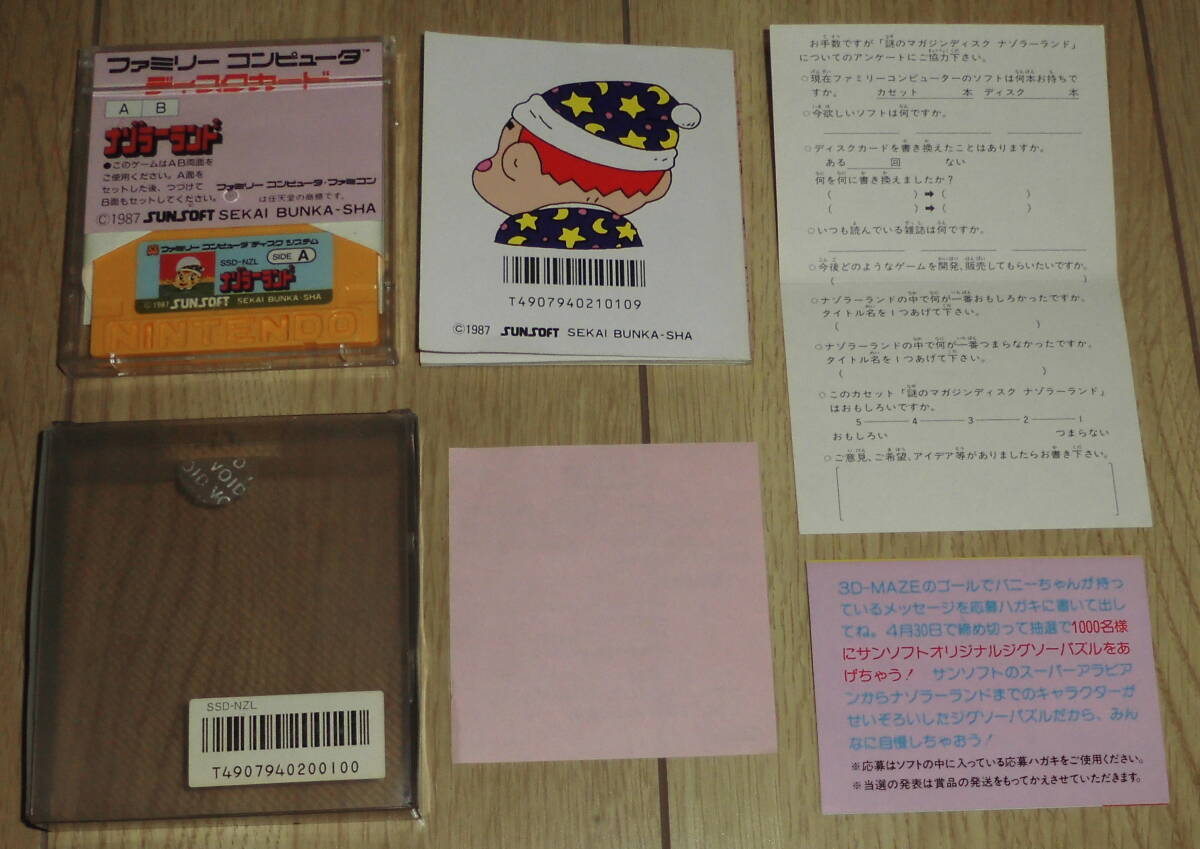 ファミリー コンピュータ™
ディスクカード
A B
ナゾラーランド
●このゲームはAB両面を
ご使用ください。A面を
セットした後、つづけて
B面もセットしてください。
ファミリー コンピュータ・ファミコン
は任天堂の商標です。
©1987 SUNSOFT SEKAI BUNKA-SHA
ファミリー コンピュータ ディスク システム
SSD-NZL SIDE A
ナゾラーランド
©1987 SUNSOFT SEKAI BUNKA-SHA
NINTENDO
T4907940210109
©1987 SUNSOFT SEKAI BUNKA-SHA
お手数ですが「謎のマガジンディスク ナゾラーランド」
についてのアンケートにご協力下さい。
○現在ファミリーコンピューターのソフトは何本お持ちで
すか。 カセット 本 ディスク 本
○今欲しいソフトは何ですか。
○ディスクカードを書き換えたことはありますか。
ある 回 ない
何を何に書き換えましたか?
( )➡( )
( )➡( )
○いつも読んでいる雑誌は何ですか。
○今後どのようなゲームを開発、販売してもらいたいですか。
( )
○ナゾラーランドの中で何が一番おもしろかったですか。
タイトル名を1つあげて下さい。
( )
○ナゾラーランドの中で何が一番つまらなかったですか。
タイトル名を1つあげて下さい。
( )
○このカセット「謎のマガジンディスク ナゾラーランド」
はおもしろいですか。
5 4 3 2 1
おもしろい つまらない
○ご意見、ご希望、アイデア等がありましたらお書き下さい。
VOID
VOID VO
SSD-NZL
T4907940200100
3D-MAZEのゴールでバニーちゃんが持っ
ているメッセージを応募ハガキに書いて出し
てね。4月30日で締め切って抽選で1000名様
にサンソフトオリジナルジグソーパズルをあ
げちゃう! サンソフトのスーパーアラビア
ンからナゾラーランドまでのキャラクターが
せいぞろいしたジグソーパズルだから、みん
なに自慢しちゃおう!
※応募はソフトの中に入っている応募ハガキをご使用ください。
※当選の発表は賞品の発送をもってかえさせていただきます。